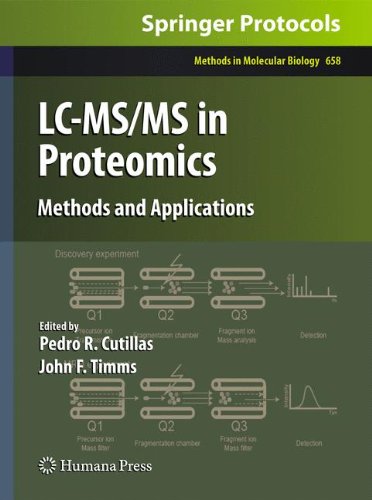 Springer Protocols
Methods in Molecular Biology 658
LC-MS/MS in
Proteomics
Methods and Applications
Discovery experiment
Q1
Q2
Q3
Precursor ion
Fragmentation chamber
Fragment ion
Mass analysis
Detection
Edited by
Pedro R. Cutillas
John F. Timms
Q1
Q2
Q3
Precursor ion
Mass filter
Fragmentation chamber
Fragment ion
Mass filter
Detection
Humana Press